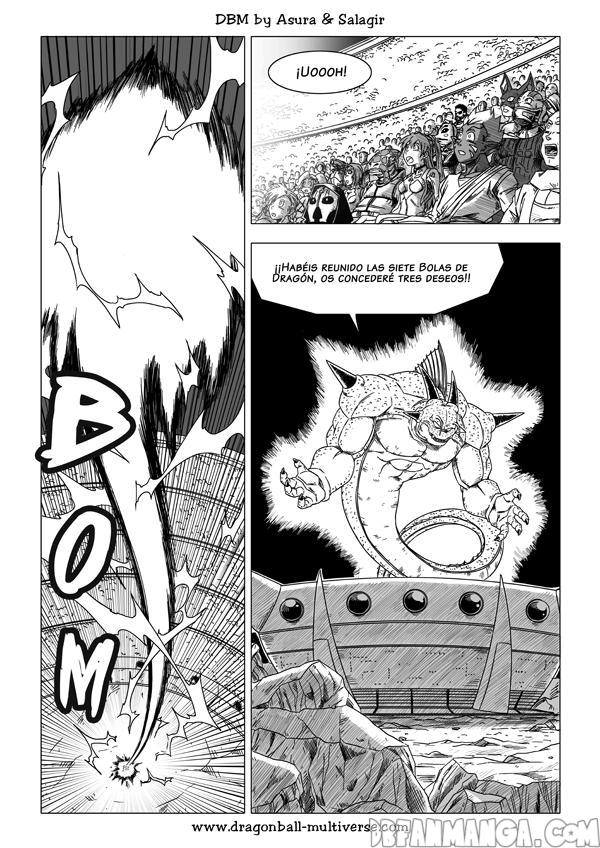 DBM by Asura & Salagir
¡Uoooh!
¡¡Habéis reunido las siete Bolas de
Dragón, os concederé tres deseos!!
BOM
www.dragonball-multiverse.com
DBFANMANGA.COM